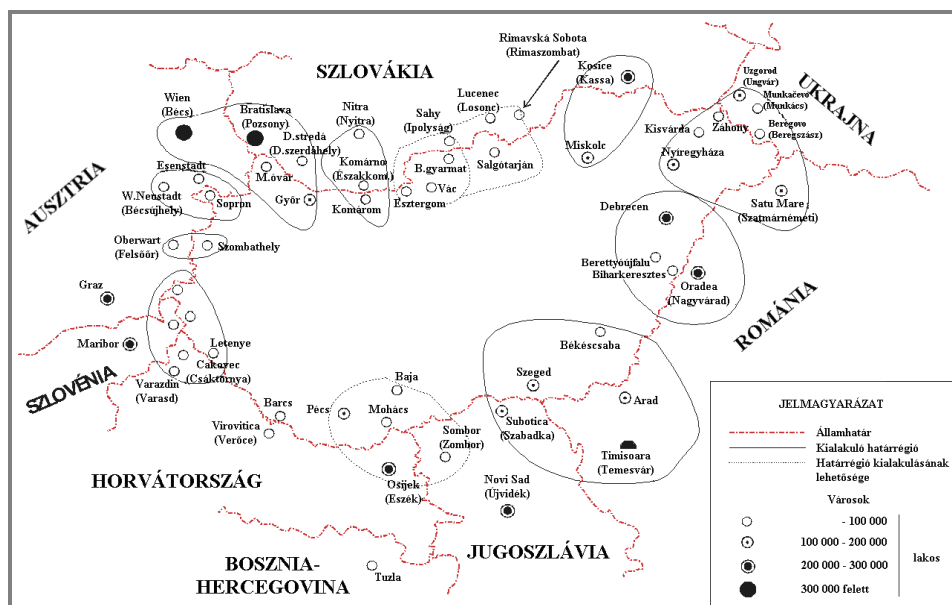 Rimavská Sobota
(Rimaszombat)
SZLOVÁKIA
Kosice
(Kassa)
Uzgorod
(Ungvár)
UKRAJNA
Wien
(Bécs)
Bratislava
(Pozsony)
Nitra
(Nyitra)
Lucenec
(Losonc)
Sahy
(Ipolyság)
Munkačevo
(Munkács)
D.stredá
(D.szerdahely)
Beregovo
(Beregszász)
Kisvárda
Záhony
AUSZTRIA
Esenstadt
M.óvár
Komárno
(Északkom.)
B.gyarmat
Salgótarján
Miskolc
Nyíregyháza
W.Neustadt
(Bécsújhely)
Sopron
Győr
Komárom
Esztergom
Vác
Satu Mare
(Szatmárnémeti)
Debrecen
Oberwart
(Felsőőr)
Szombathely
Berettyóújfalu
Biharkeresztes
Oradea
(Nagyvárad)
Graz
ROMÁNIA
Maribor
Letenye
Békéscsaba
SZLOVÉNIA
Cakovec
(Csáktornya)
Varazdin
(Varasd)
Szeged
Baja
Arad
Barcs
Pécs
Mohács
Subotica
(Szabadka)
Virovitica
(Verőce)
Sombor
(Zombor)
Timisoara
(Temesvár)
HORVÁTORSZÁG
Osijek
(Eszék)
Novi Sad
(Újvidék)
JUGOSZLÁVIA
BOSZNIA-
HERCEGOVINA
Tuzla
JELMAGYARÁZAT
Államhatár
Kialakuló határrégió
Határrégió kialakulásának
lehetősége
Városok
- 100 000
100 000 - 200 000
200 000 - 300 000
300 000 felett
lakos